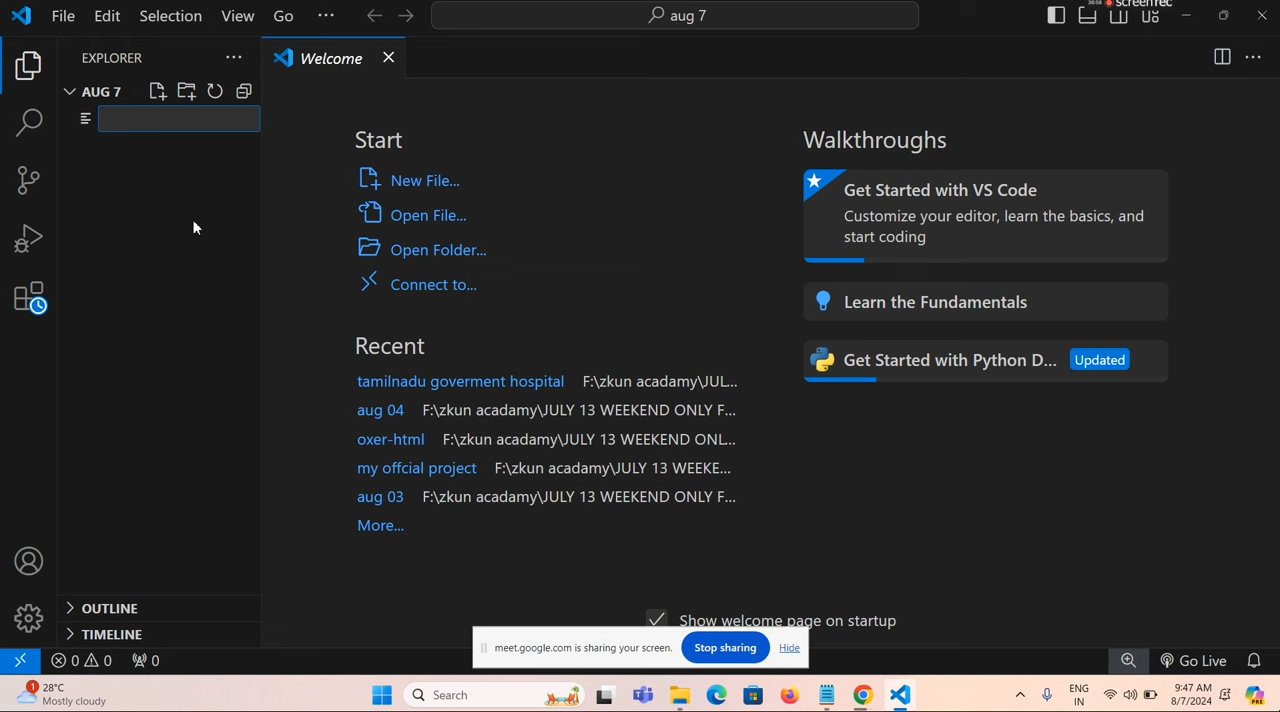 File Edit Selection View Go ··· aug 7 38:58 screenrec
EXPLORER ···
Welcome
AUG 7
Start
New File...
Open File...
Open Folder...
Connect to...
Recent
tamilnadu goverment hospital F:\zkun acadamy\JUL...
aug 04 F:\zkun acadamy\JULY 13 WEEKEND ONLY F...
oxer-html F:\zkun acadamy\JULY 13 WEEKEND ONL...
my offcial project F:\zkun acadamy\JULY 13 WEEKE...
aug 03 F:\zkun acadamy\JULY 13 WEEKEND ONLY F...
More...
Walkthroughs
Get Started with VS Code
Customize your editor, learn the basics, and
start coding
Learn the Fundamentals
Get Started with Python D... Updated
Show welcome page on startup
OUTLINE
TIMELINE
meet.google.com is sharing your screen. Stop sharing Hide
0 0 0 Go Live
1 28°C
Mostly cloudy
Search
ENG
IN
9:47 AM
8/7/2024
PRE